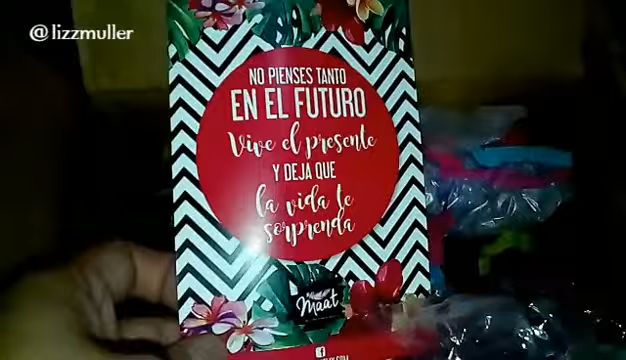 @lizzmuller
NO PIENSES TANTO
EN EL FUTURO
Vive el presente
Y DEJA QUE
la vida te
sorprenda
Maat